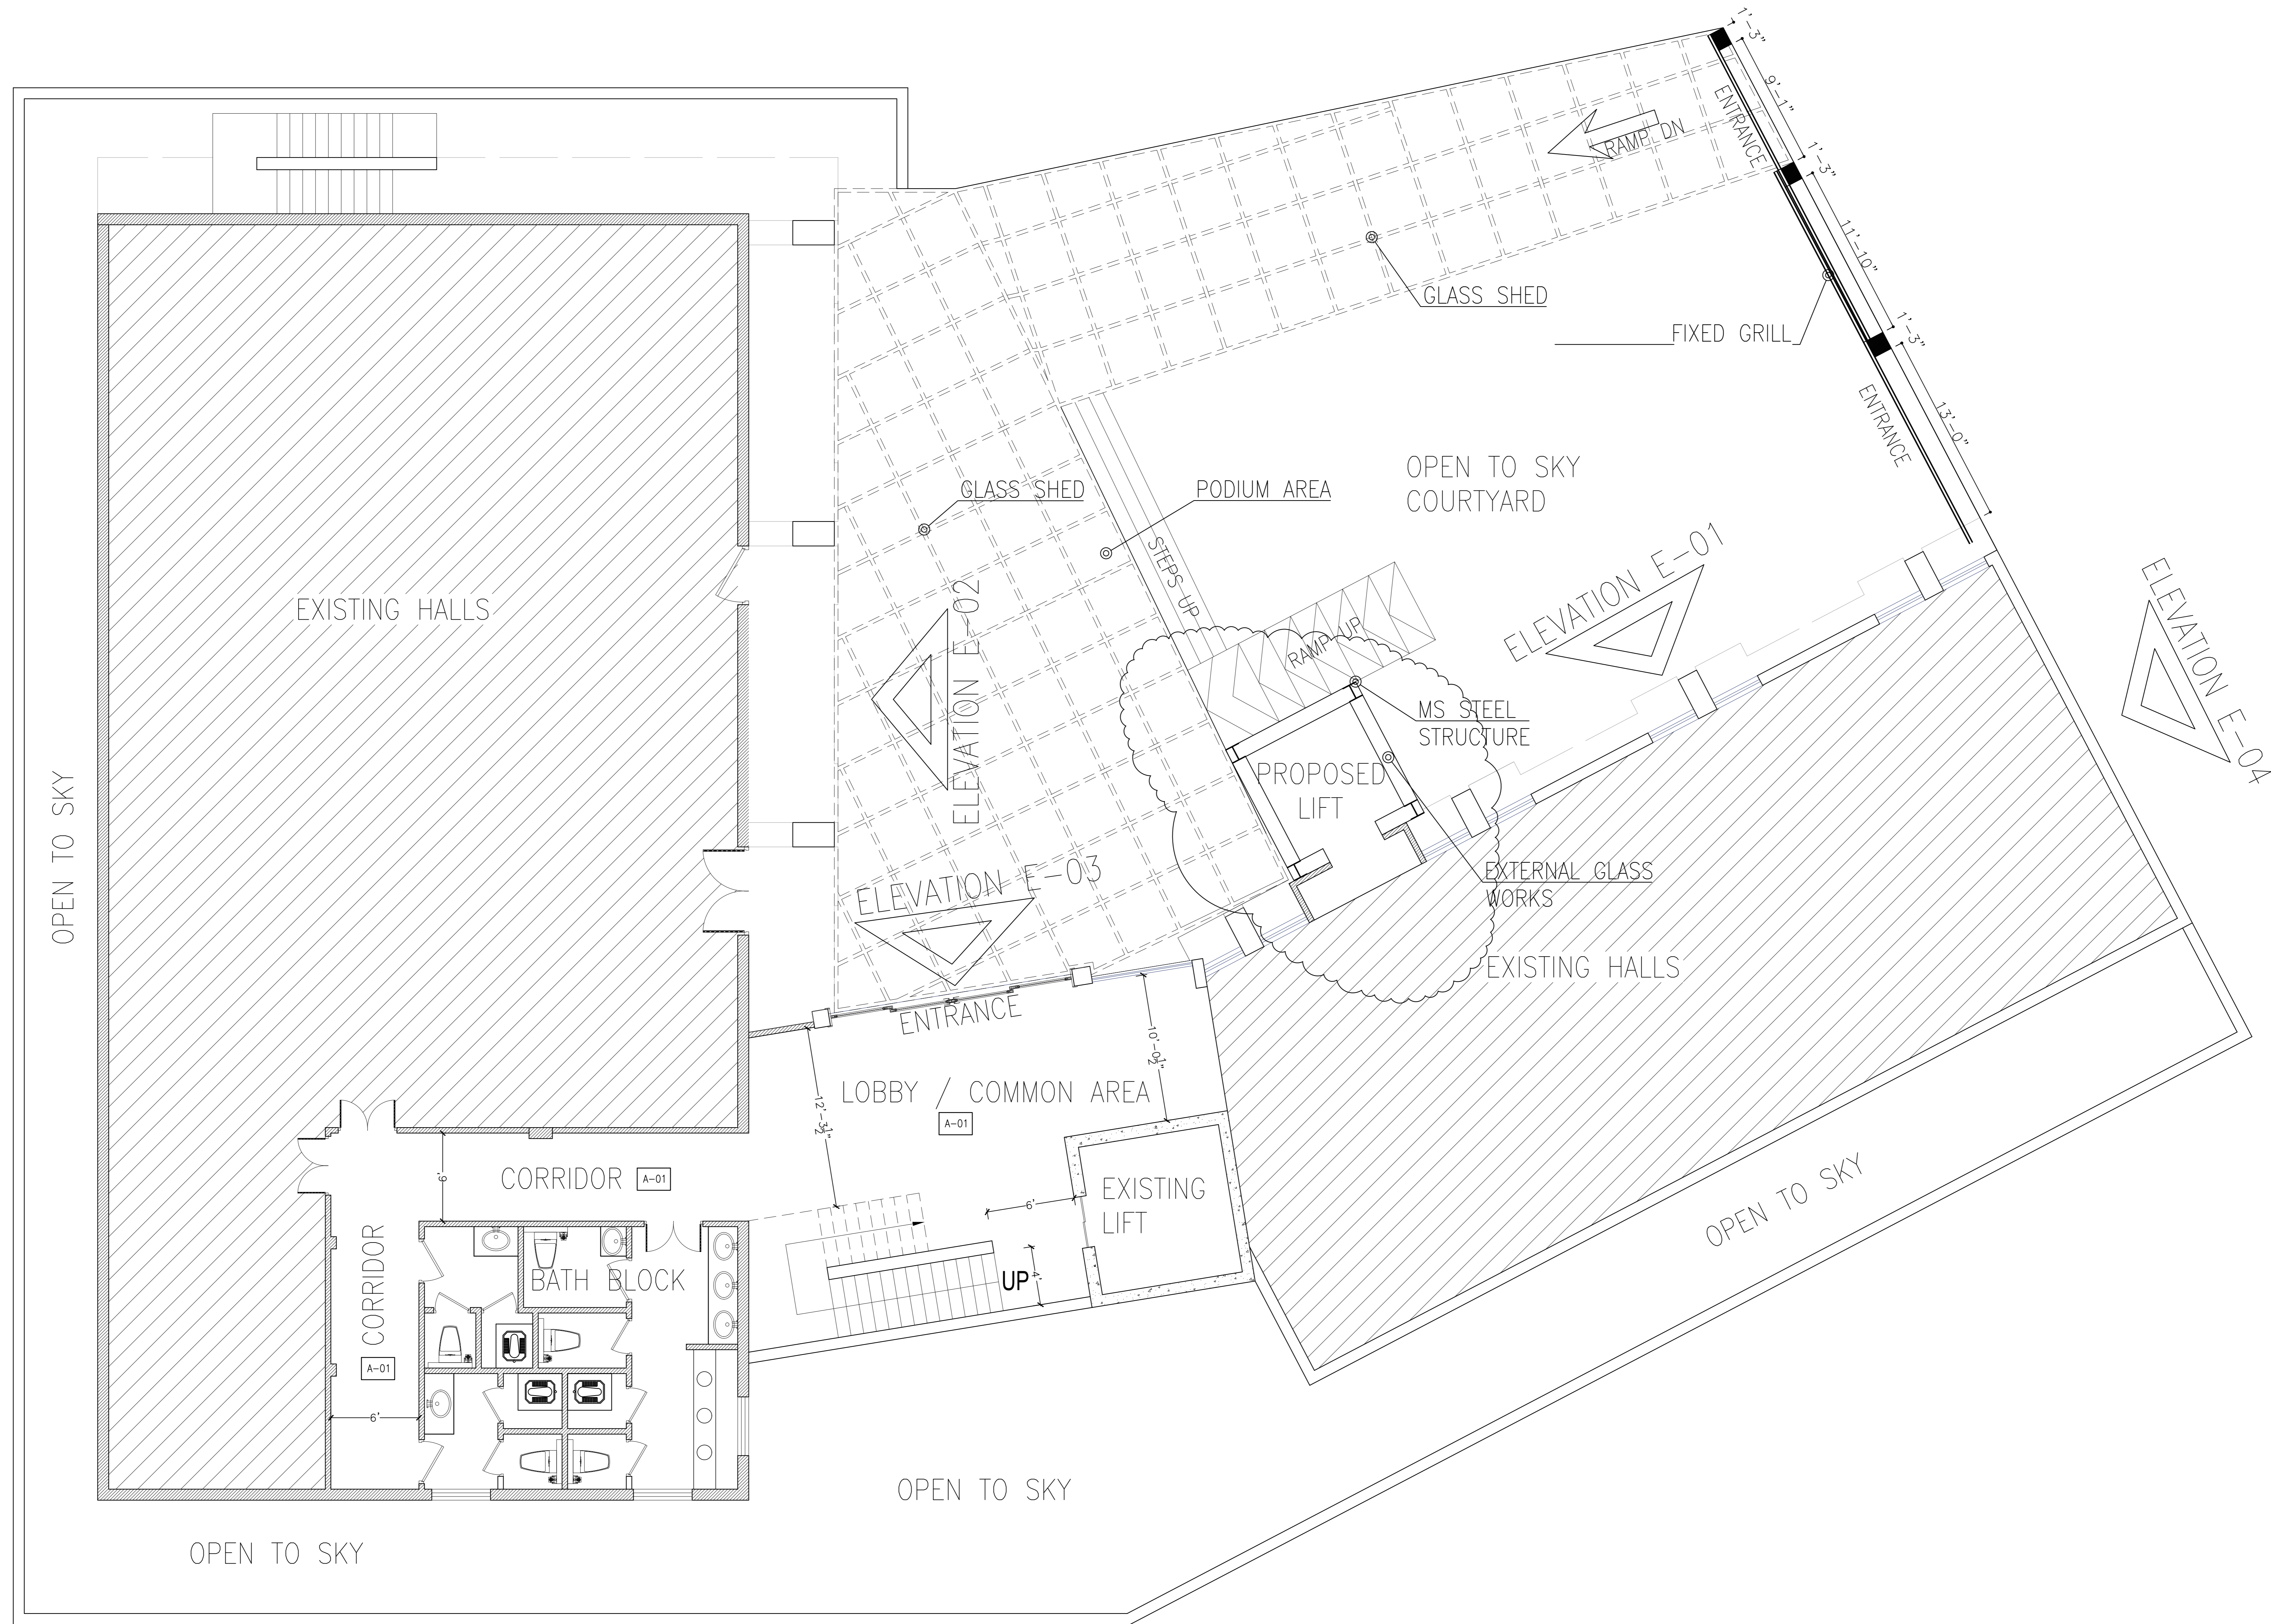 1'-3"
9'-1"
ENTRANCE
RAMP DN
1'-3"
11'-10"
GLASS SHED
FIXED GRILL
1'-3"
ENTRANCE
13'-0"
OPEN TO SKY
COURTYARD
GLASS SHED
PODIUM AREA
STEPS UP
ELEVATION E-01
ELEVATION E-04
EXISTING HALLS
ELEVATION E-02
RAMP UP
MS STEEL
STRUCTURE
PROPOSED
LIFT
OPEN TO SKY
ELEVATION E-03
EXTERNAL GLASS
WORKS
EXISTING HALLS
ENTRANCE
10'-0½"
12'-3½"
LOBBY / COMMON AREA
A-01
CORRIDOR
A-01
6'
EXISTING
LIFT
6'
OPEN TO SKY
CORRIDOR
A-01
BATH BLOCK
UP
4'
6'
OPEN TO SKY
OPEN TO SKY